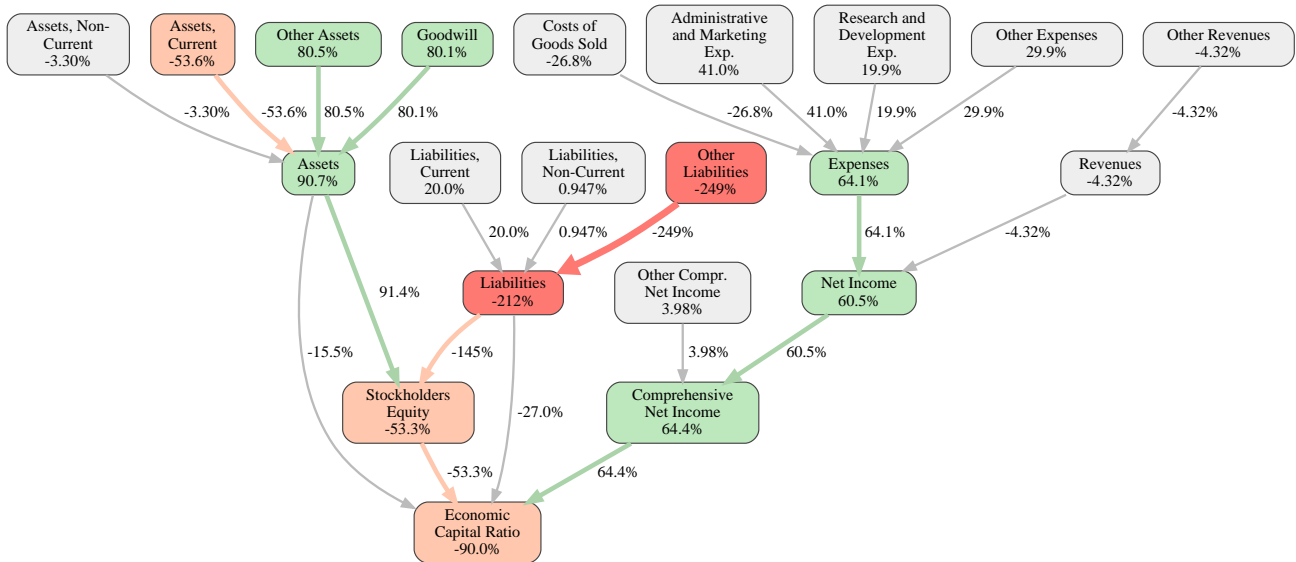 Assets, Non-
Current
-3.30%
Assets,
Current
-53.6%
Other Assets
80.5%
Goodwill
80.1%
Costs of
Goods Sold
-26.8%
Administrative
and Marketing
Exp.
41.0%
Research and
Development
Exp.
19.9%
Other Expenses
29.9%
Other Revenues
-4.32%
-3.30%
-53.6%
80.5%
80.1%
-26.8%
41.0%
19.9%
29.9%
-4.32%
Assets
90.7%
Liabilities,
Current
20.0%
Liabilities,
Non-Current
0.947%
Other
Liabilities
-249%
Expenses
64.1%
Revenues
-4.32%
20.0%
0.947%
-249%
64.1%
-4.32%
91.4%
Liabilities
-212%
Other Compr.
Net Income
3.98%
Net Income
60.5%
-15.5%
-145%
3.98%
60.5%
Stockholders
Equity
-53.3%
-27.0%
Comprehensive
Net Income
64.4%
-53.3%
64.4%
Economic
Capital Ratio
-90.0%